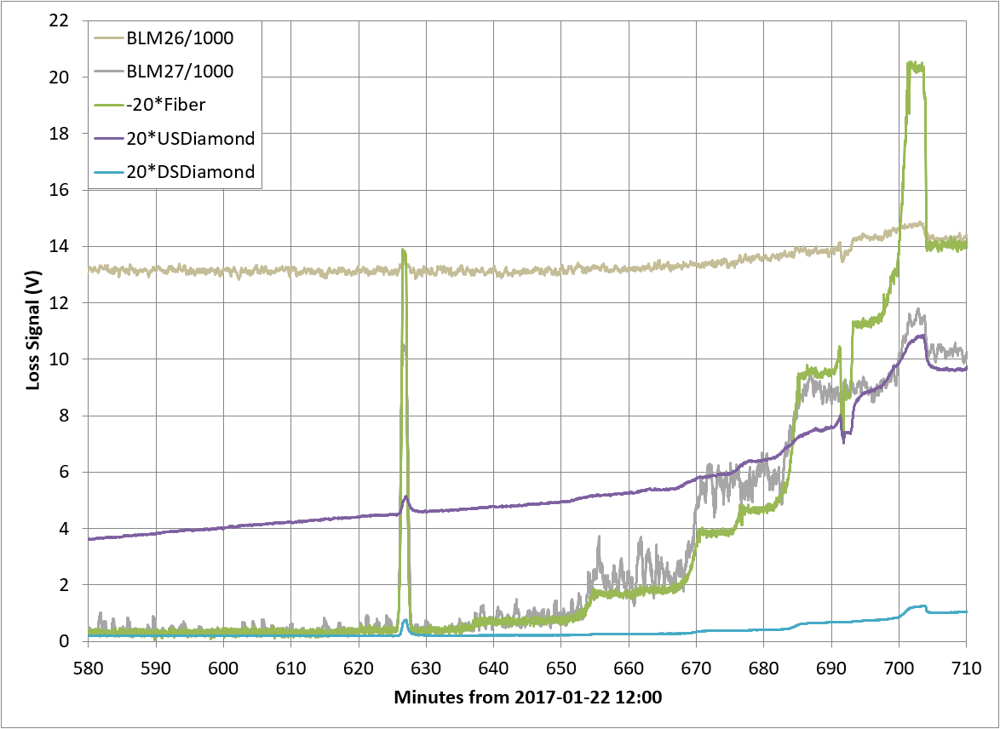 22
20
18
16
14
12
10
8
6
4
2
0
Loss Signal (V)
BLM26/1000
BLM27/1000
-20*Fiber
20*USDiamond
20*DSDiamond
580 590 600 610 620 630 640 650 660 670 680 690 700 710
Minutes from 2017-01-22 12:00